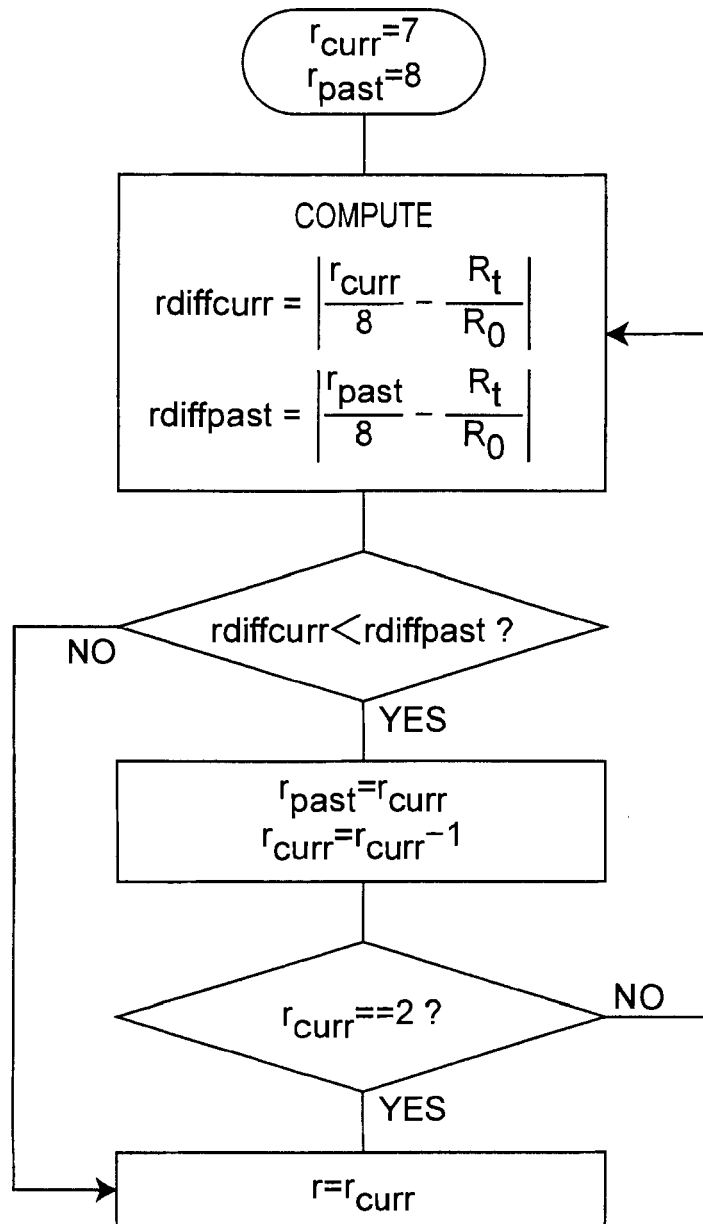 r_curr=7
r_past=8
COMPUTE
rdiffcurr = | r_curr/8 − R_t/R_0 |
rdiffpast = | r_past/8 − R_t/R_0 |
rdiffcurr<rdiffpast ?
NO
YES
r_past=r_curr
r_curr=r_curr−1
r_curr==2 ?
NO
YES
r=r_curr